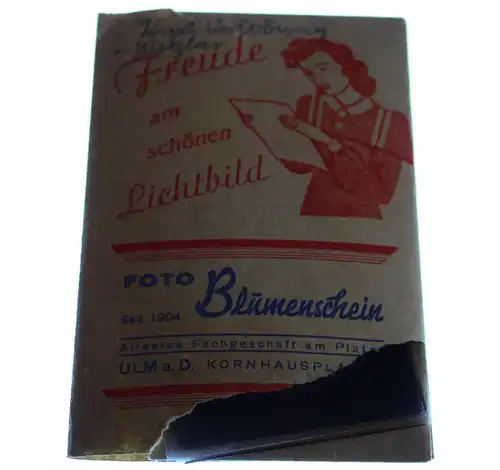 Freude
am
schönen
Lichtbild
FOTO Blumenschein
Seit 1904
Ältestes Fachgeschäft am Platz
ULM a. D. KORNHAUSPLA